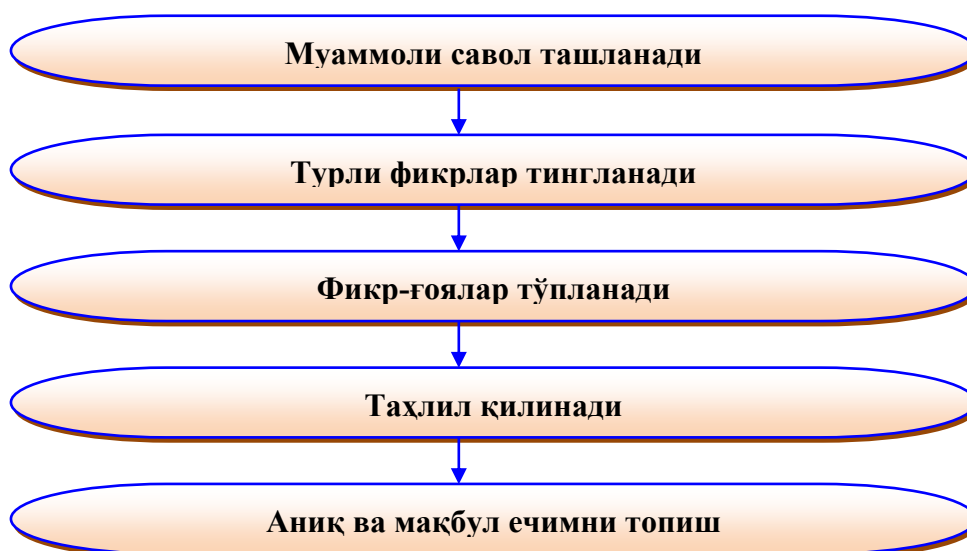 Муаммоли савол ташланади
Турли фикрлар тингланади
Фикр-ғоялар тўпланади
Таҳлил қилинади
Аниқ ва мақбул ечимни топиш